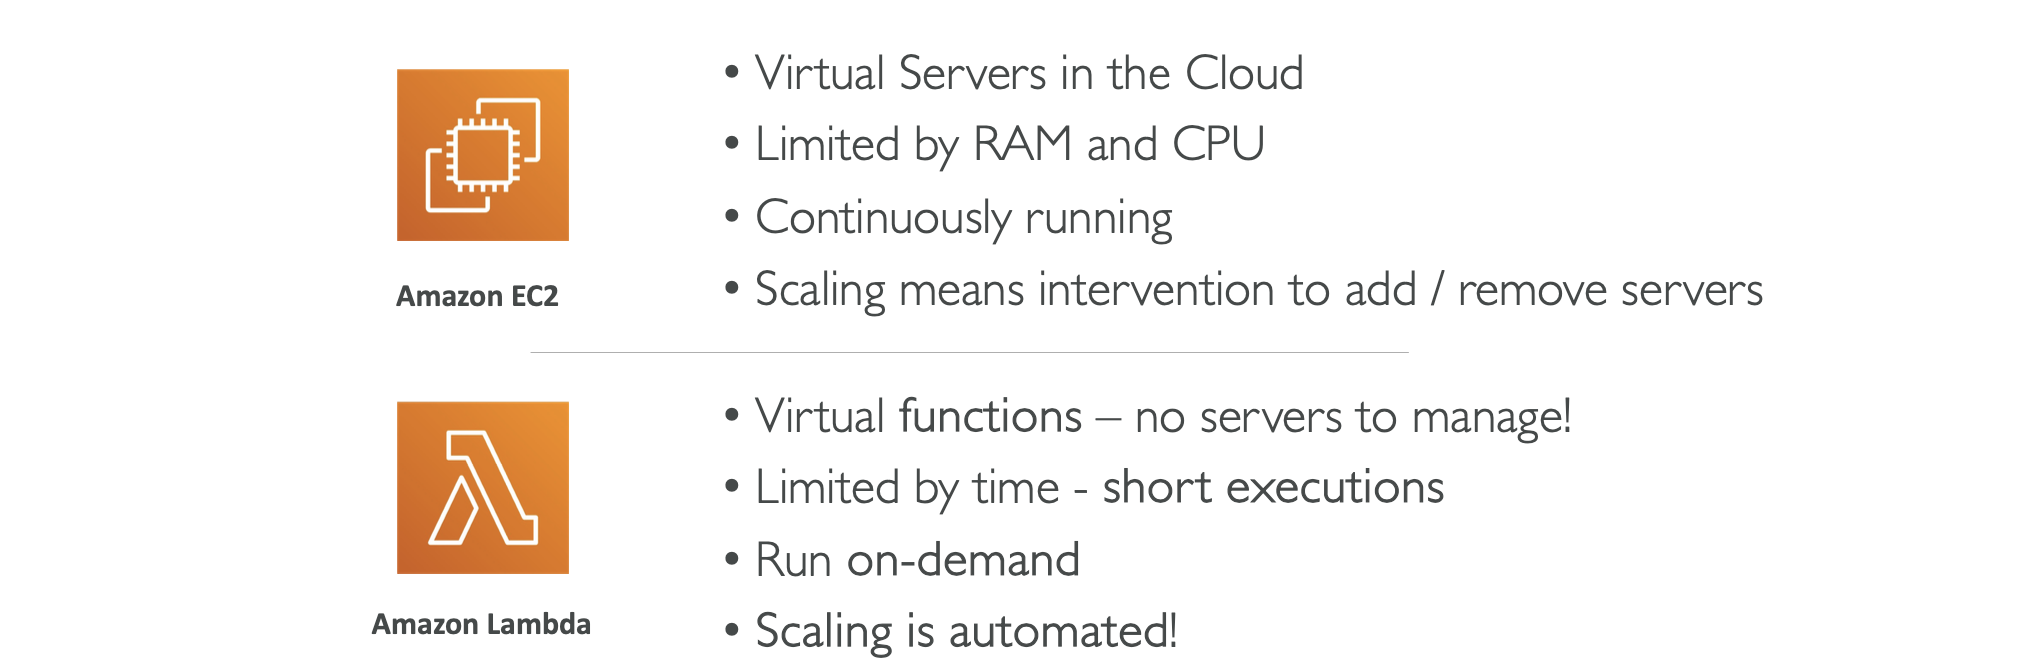 • Virtual Servers in the Cloud
• Limited by RAM and CPU
• Continuously running
• Scaling means intervention to add / remove servers
Amazon EC2
• Virtual functions – no servers to manage!
• Limited by time - short executions
• Run on-demand
• Scaling is automated!
Amazon Lambda